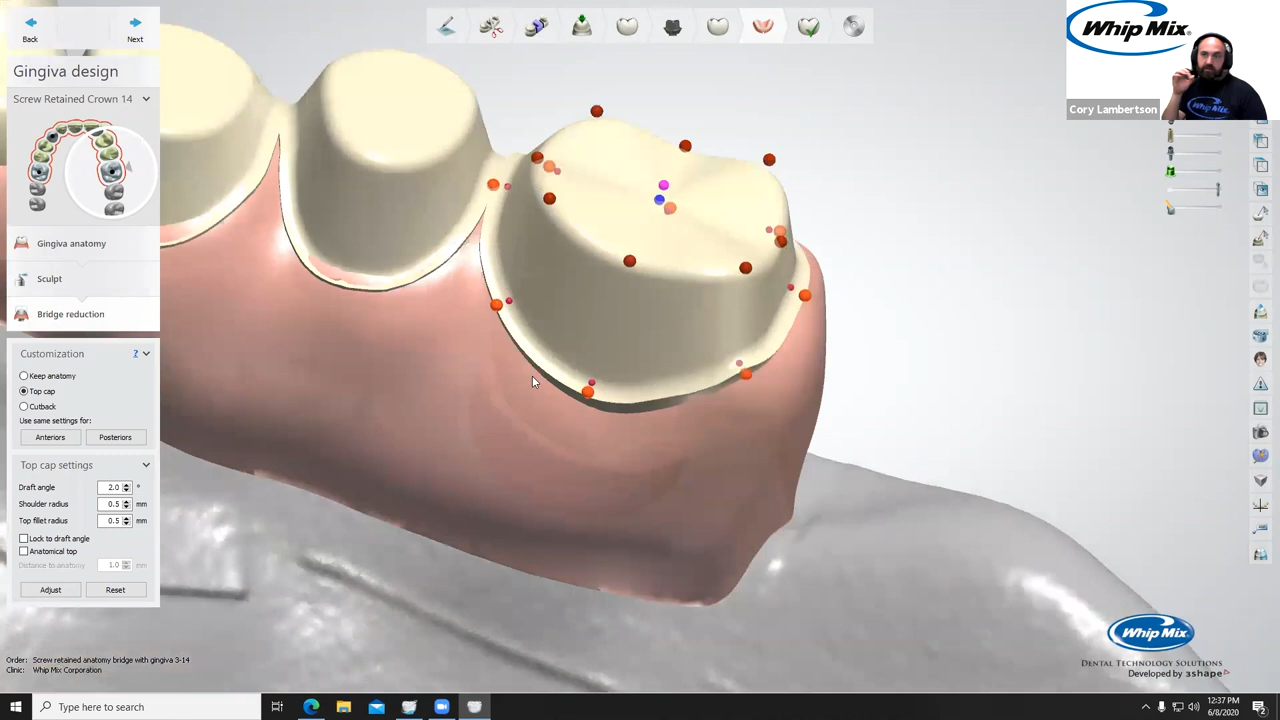 Back
Next
Gingiva design
Screw Retained Crown 14
Gingiva anatomy
Sculpt
Bridge reduction
Customization
?
Keep anatomy
Top cap
Cutback
Use same settings for:
Anteriors
Posteriors
Top cap settings
Draft angle 2.0 °
Shoulder radius 0.5 mm
Top fillet radius 0.5 mm
Lock to draft angle
Anatomical top
Distance to anatomy 1.0 mm
Adjust
Reset
Order: Screw retained anatomy bridge with gingiva 3-14
Clinic: Whip Mix Corporation
Whip Mix®
Cory Lambertson
Whip Mix
Whip Mix
DENTAL TECHNOLOGY SOLUTIONS
Developed by 3shape
Type here to search
12:37 PM
6/8/2020
2